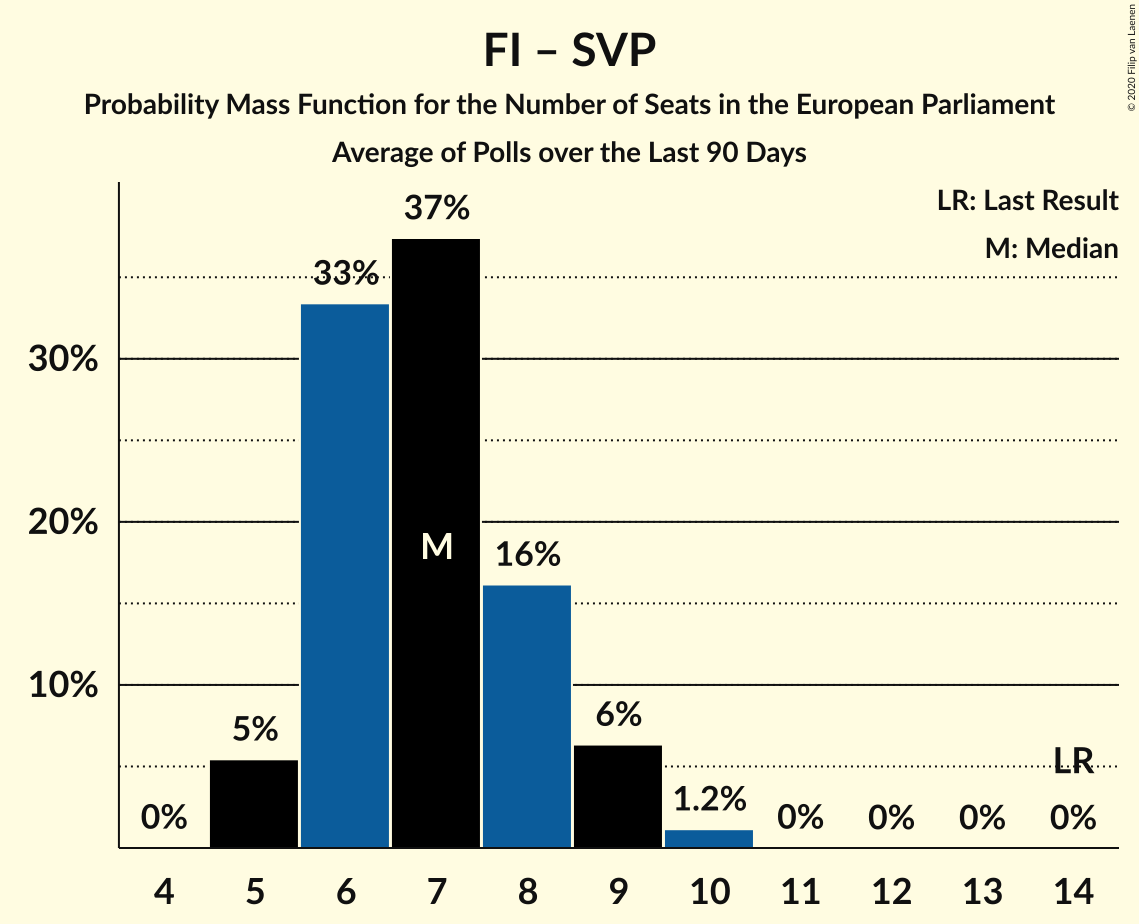 FI – SVP
Probability Mass Function for the Number of Seats in the European Parliament
Average of Polls over the Last 90 Days
© 2020 Filip van Laenen
LR: Last Result
M: Median
30%
20%
10%
0%
5%
33%
37%
M
16%
6%
1.2%
0%
0%
0%
LR
0%
4 5 6 7 8 9 10 11 12 13 14